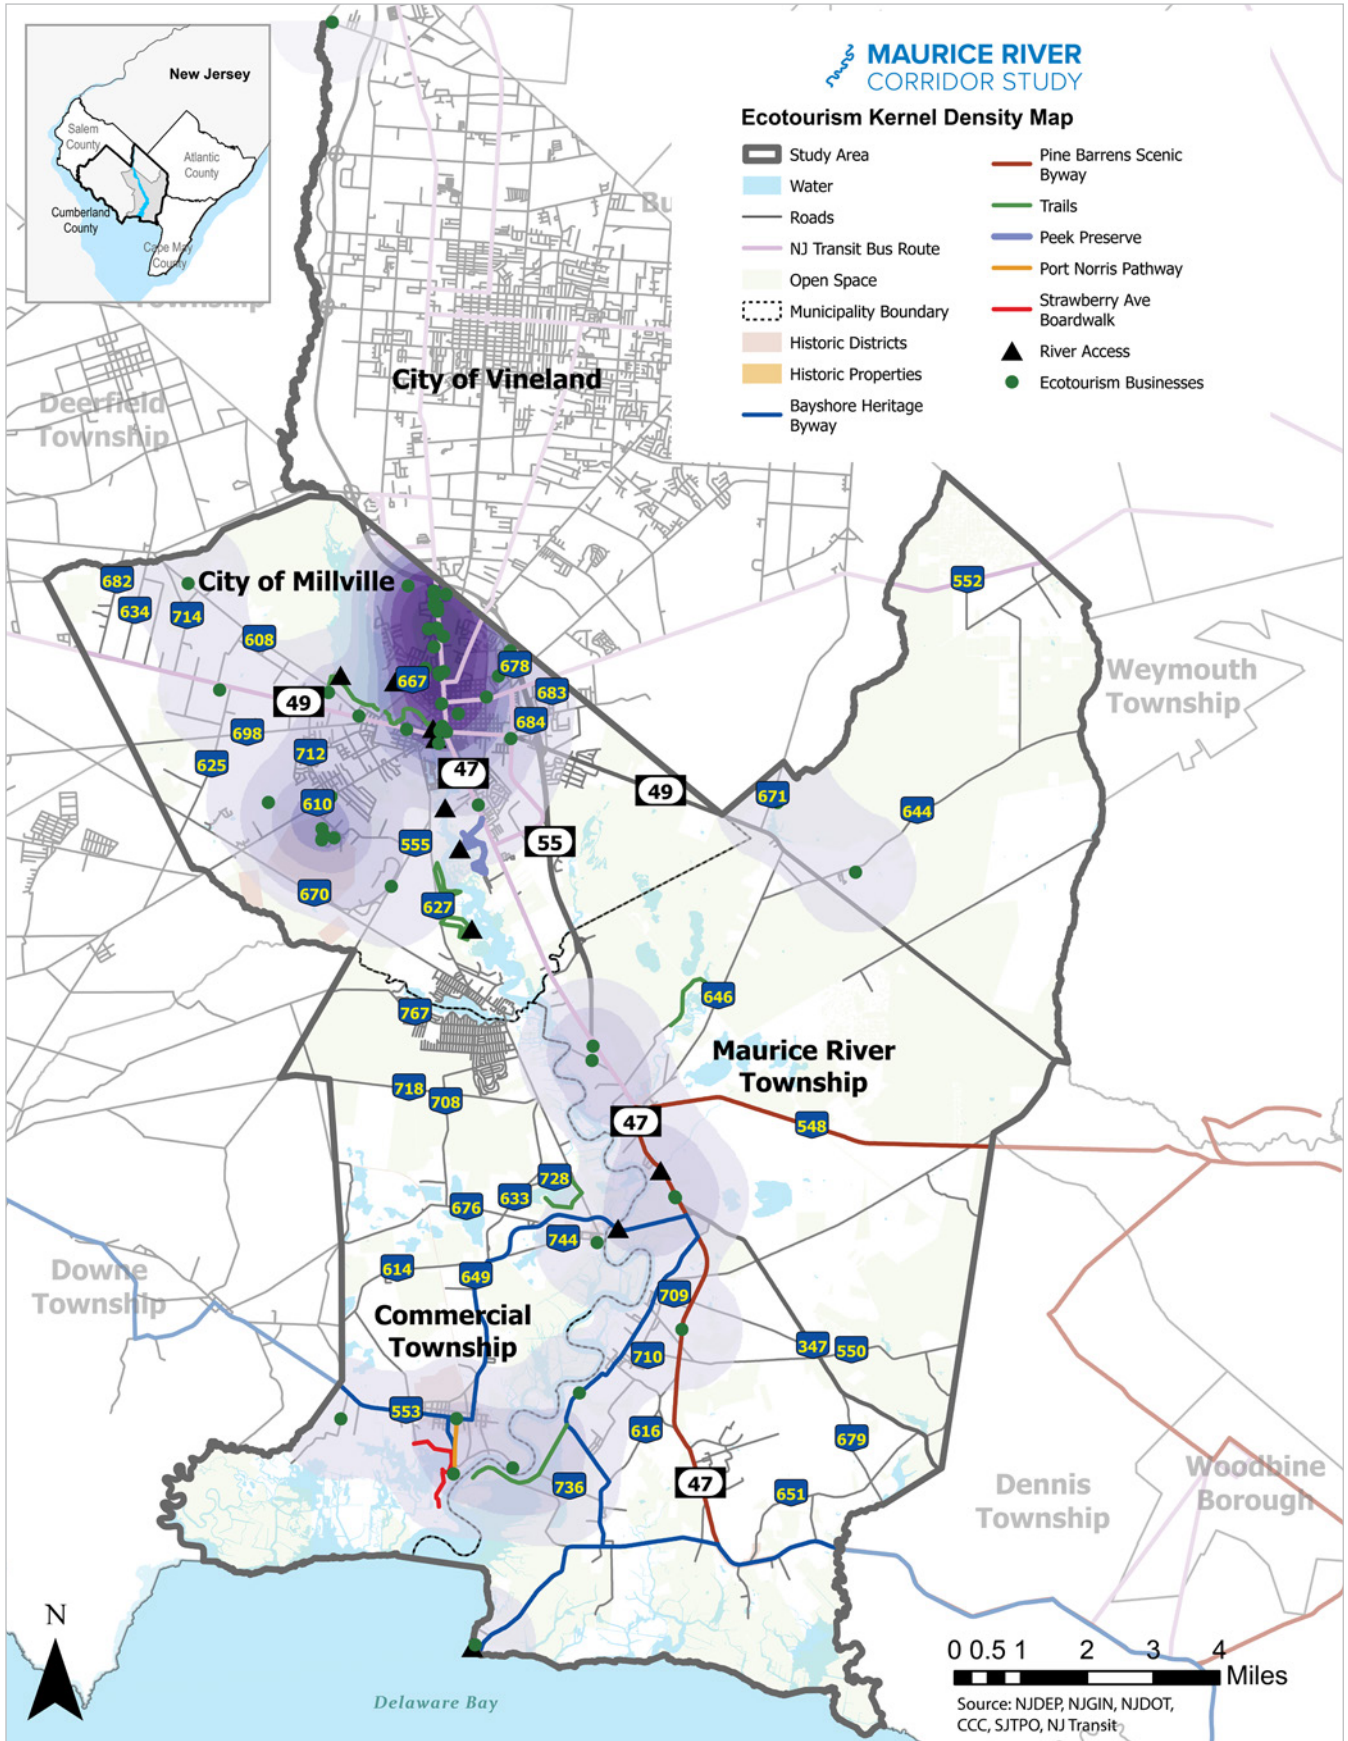 New Jersey
Salem
County
Atlantic
County
Cumberland
County
Cape May
County
Township
MAURICE RIVER
CORRIDOR STUDY
Ecotourism Kernel Density Map
Study Area
Water
Roads
NJ Transit Bus Route
Open Space
Municipality Boundary
Historic Districts
Historic Properties
Bayshore Heritage
Byway
Pine Barrens Scenic
Byway
Trails
Peek Preserve
Port Norris Pathway
Strawberry Ave
Boardwalk
River Access
Ecotourism Businesses
Bu
City of Vineland
Deerfield
Township
City of Millville
682
634
714
608
552
667
678
683
684
49
698
625
712
47
49
610
671
644
555
55
670
627
Weymouth
Township
767
646
Maurice River
Township
718
708
47
548
728
633
676
744
614
649
709
Downe
Township
Commercial
Township
710
347
550
553
616
679
736
47
651
Dennis
Township
Woodbine
Borough
N
Delaware Bay
0 0.5 1 2 3 4
Miles
Source: NJDEP, NJGIN, NJDOT,
CCC, SJTPO, NJ Transit